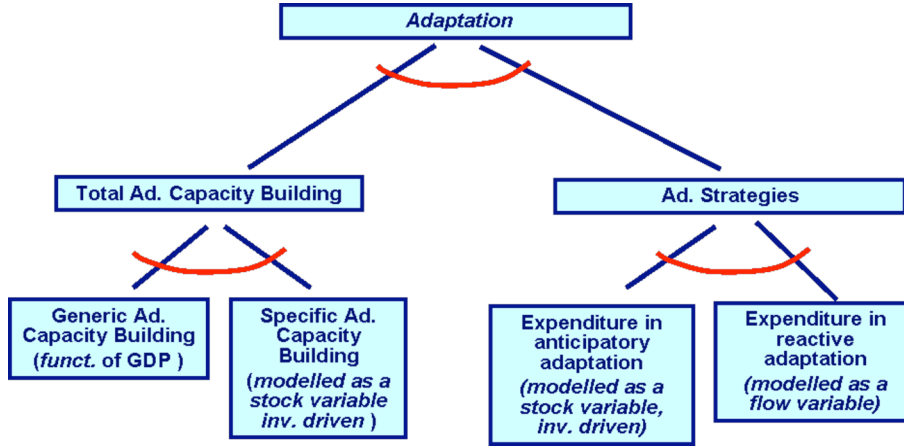 Adaptation
Total Ad. Capacity Building
Ad. Strategies
Generic Ad.
Capacity Building
(funct. of GDP )
Specific Ad.
Capacity
Building
(modelled as a
stock variable
inv. driven )
Expenditure in
anticipatory
adaptation
(modelled as a
stock variable,
inv. driven)
Expenditure in
reactive
adaptation
(modelled as a
flow variable)